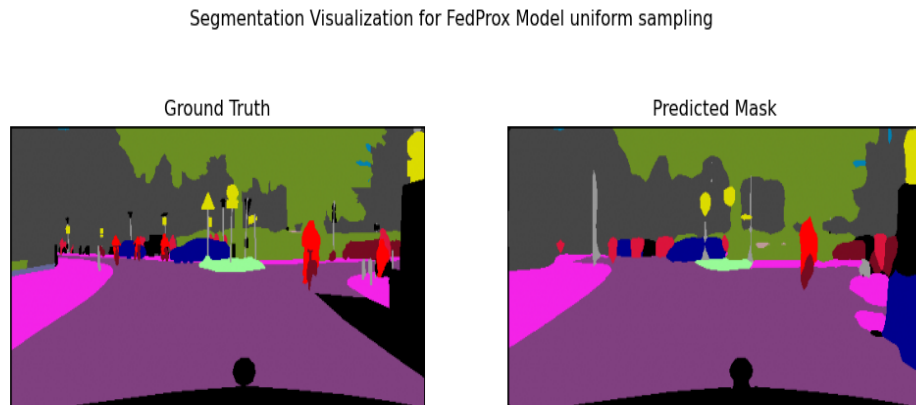 Segmentation Visualization for FedProx Model uniform sampling
Ground Truth
Predicted Mask